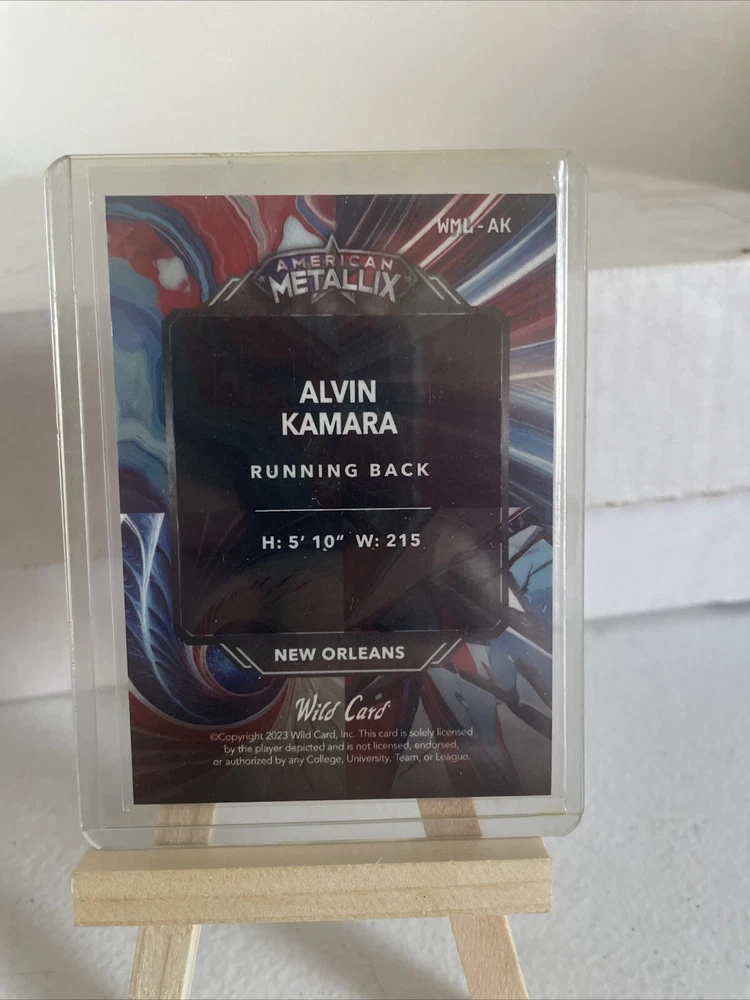 WML-AK
AMERICAN
METALLIX
ALVIN
KAMARA
RUNNING BACK
H: 5' 10" W: 215
NEW ORLEANS
Wild Card
©Copyright 2023 Wild Card, Inc. This card is solely licensed
by the player depicted and is not licensed, endorsed,
or authorized by any College, University, Team, or League.